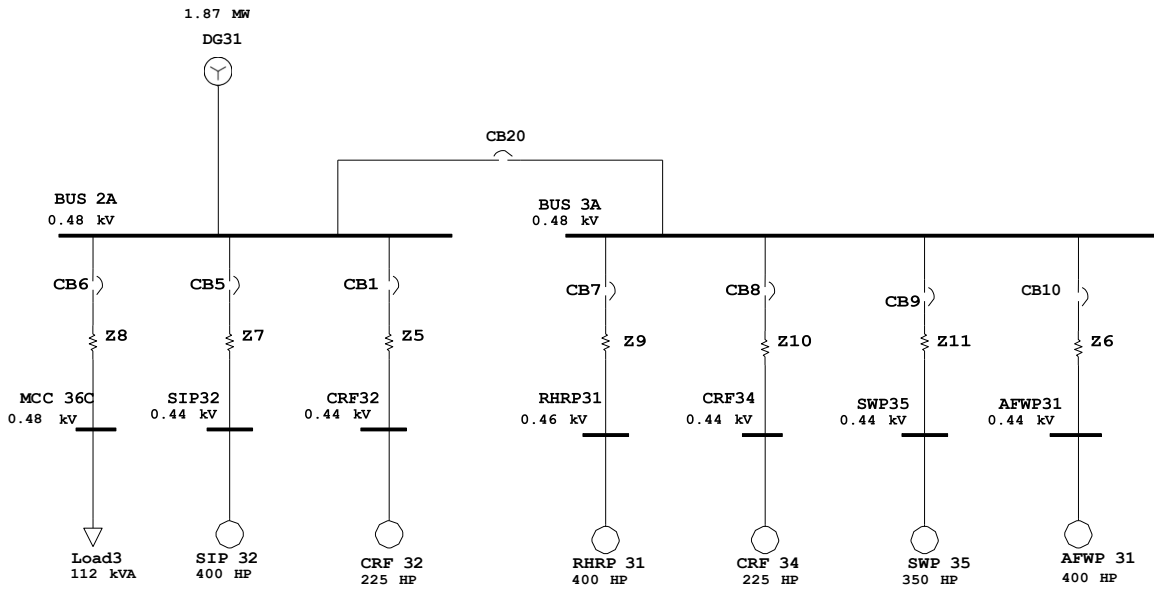 1.87 MW
DG31
CB20
BUS 2A
0.48 kV
BUS 3A
0.48 kV
CB6
CB5
CB1
CB7
CB8
CB9
CB10
Z8
Z7
Z5
Z9
Z10
Z11
Z6
MCC 36C
0.48 kV
SIP32
0.44 kV
CRF32
0.44 kV
RHRP31
0.46 kV
CRF34
0.44 kV
SWP35
0.44 kV
AFWP31
0.44 kV
Load3
112 kVA
SIP 32
400 HP
CRF 32
225 HP
RHRP 31
400 HP
CRF 34
225 HP
SWP 35
350 HP
AFWP 31
400 HP